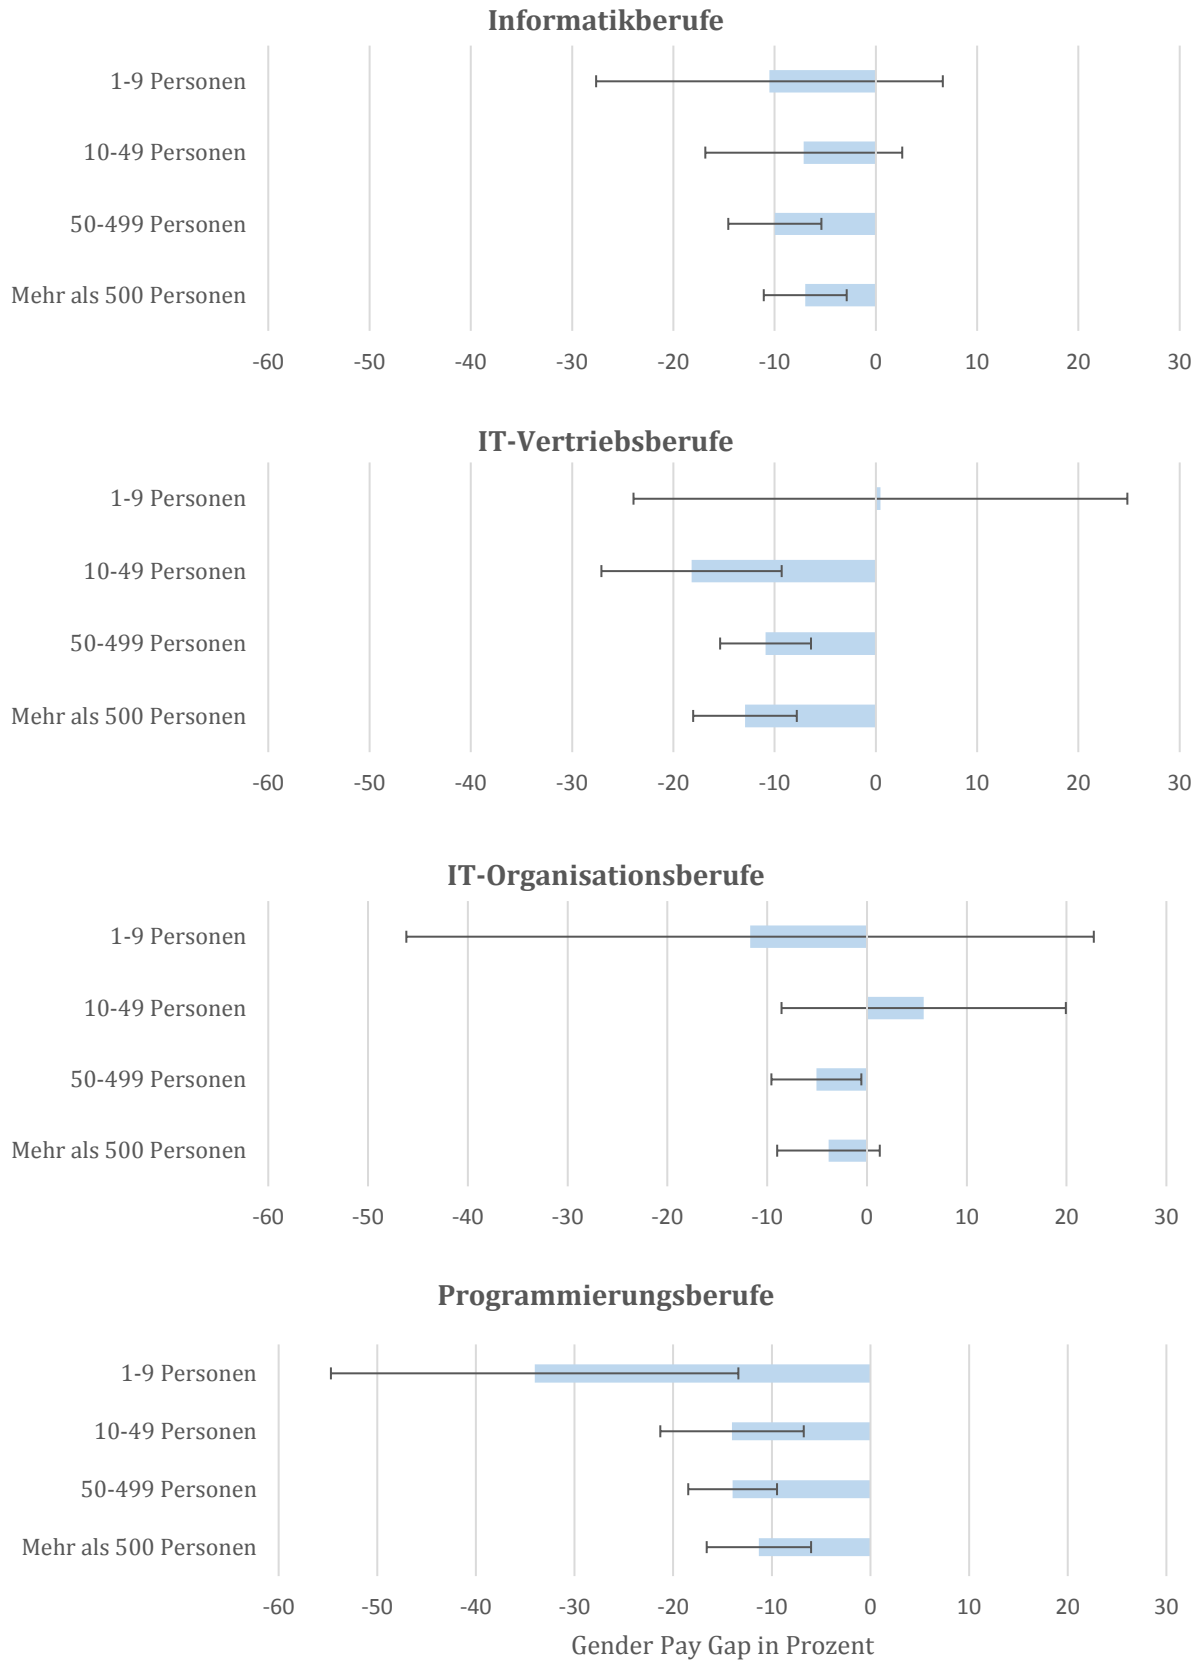 Informatikberufe
1-9 Personen
10-49 Personen
50-499 Personen
Mehr als 500 Personen
-60 -50 -40 -30 -20 -10 0 10 20 30
IT-Vertriebsberufe
1-9 Personen
10-49 Personen
50-499 Personen
Mehr als 500 Personen
-60 -50 -40 -30 -20 -10 0 10 20 30
IT-Organisationsberufe
1-9 Personen
10-49 Personen
50-499 Personen
Mehr als 500 Personen
-60 -50 -40 -30 -20 -10 0 10 20 30
Programmierungsberufe
1-9 Personen
10-49 Personen
50-499 Personen
Mehr als 500 Personen
-60 -50 -40 -30 -20 -10 0 10 20 30
Gender Pay Gap in Prozent